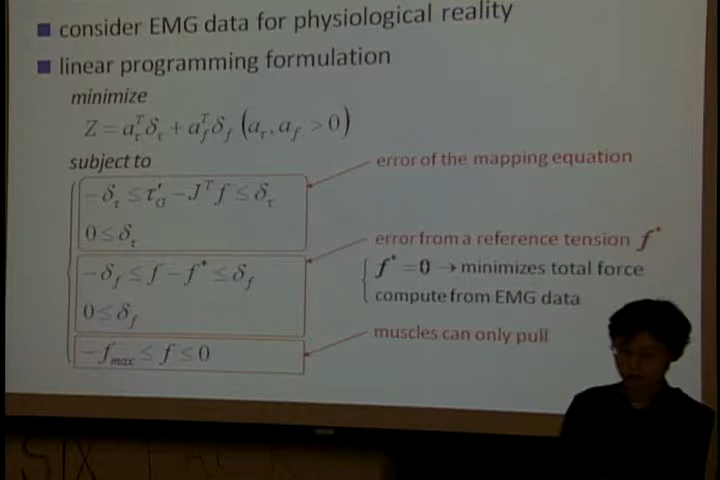 consider EMG data for physiological reality
linear programming formulation
minimize
Z = a_τ^T δ_τ + a_f^T δ_f (a_τ, a_f > 0)
subject to
−δ_τ ≤ τ'_G − J^T f ≤ δ_τ
0 ≤ δ_τ
−δ_f ≤ f − f* ≤ δ_f
0 ≤ δ_f
−f_max ≤ f ≤ 0
error of the mapping equation
error from a reference tension f*
f* = 0 → minimizes total force
compute from EMG data
muscles can only pull
SIX